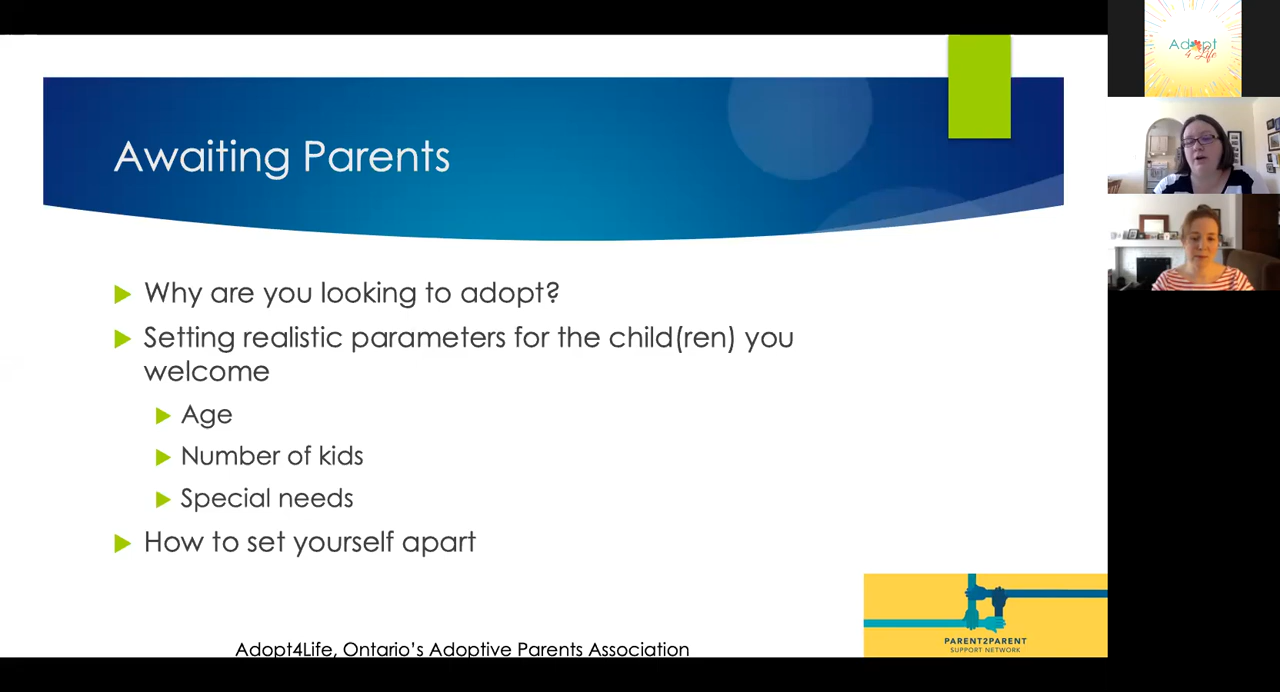 Awaiting Parents
Why are you looking to adopt?
Setting realistic parameters for the child(ren) you
welcome
Age
Number of kids
Special needs
How to set yourself apart
PARENT2PARENT
SUPPORT NETWORK
Adopt4Life, Ontario's Adoptive Parents Association
Adopt
4 Life